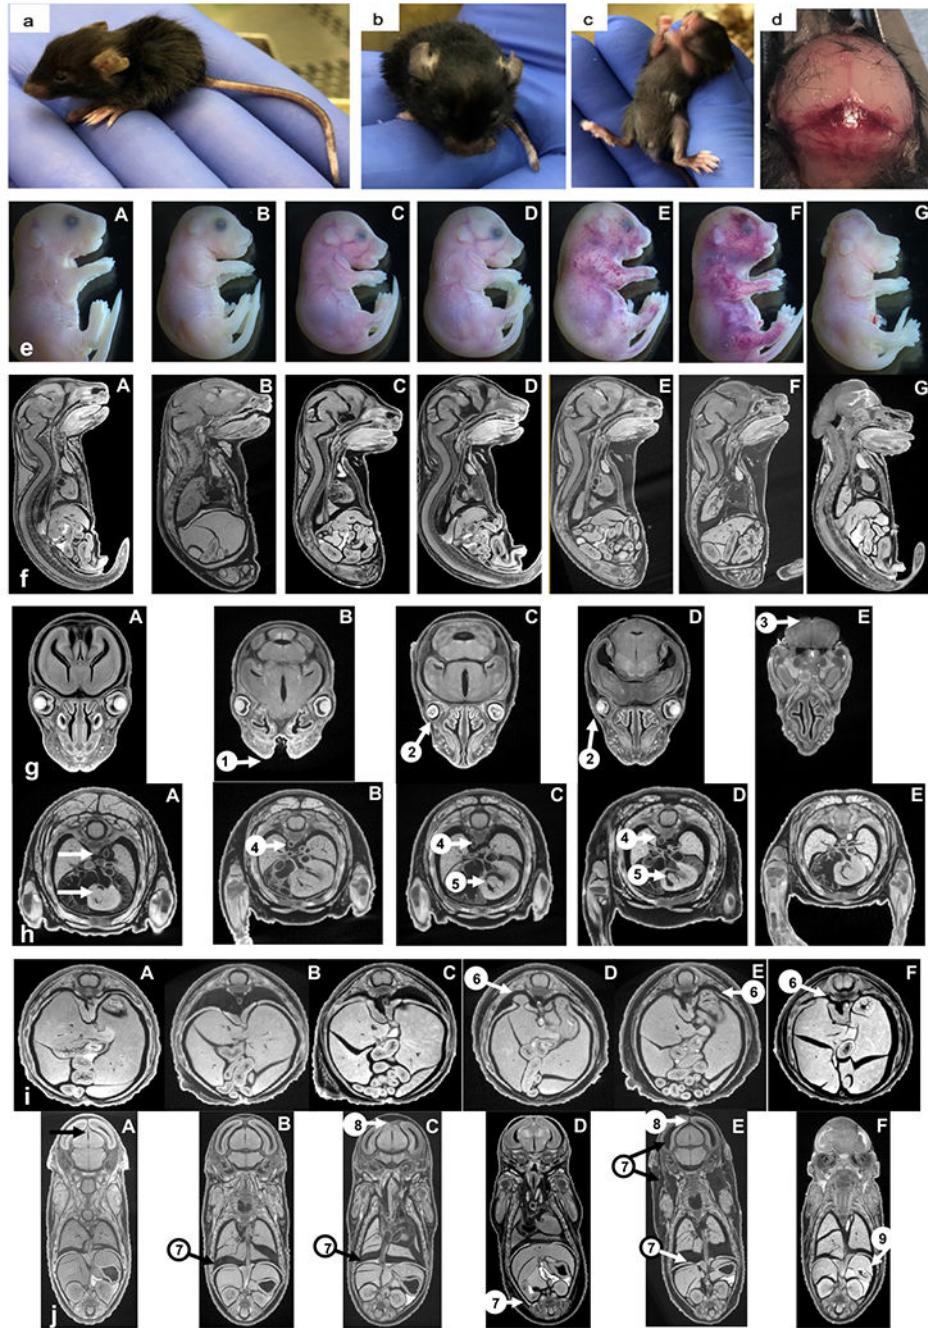 a b c d
A B C D E F G
e
A B C D E F G
f
A B C D E
3
1 2 2
g
A B C D E
4 4 4
5 5
h
A B C D E F
6 6 6
i
A B C D E F
8 8
7
7 7 7 9
7
j